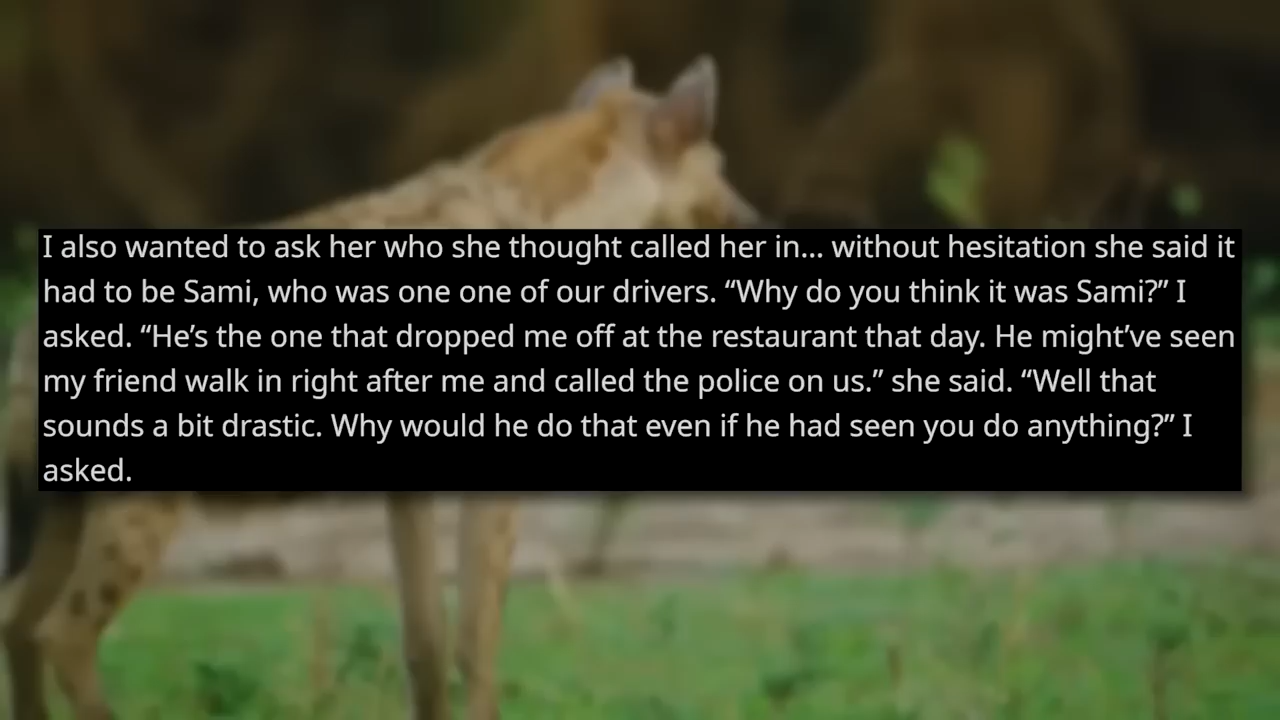 I also wanted to ask her who she thought called her in... without hesitation she said it
had to be Sami, who was one one of our drivers. “Why do you think it was Sami?” I
asked. “He’s the one that dropped me off at the restaurant that day. He might’ve seen
my friend walk in right after me and called the police on us.” she said. “Well that
sounds a bit drastic. Why would he do that even if he had seen you do anything?” I
asked.